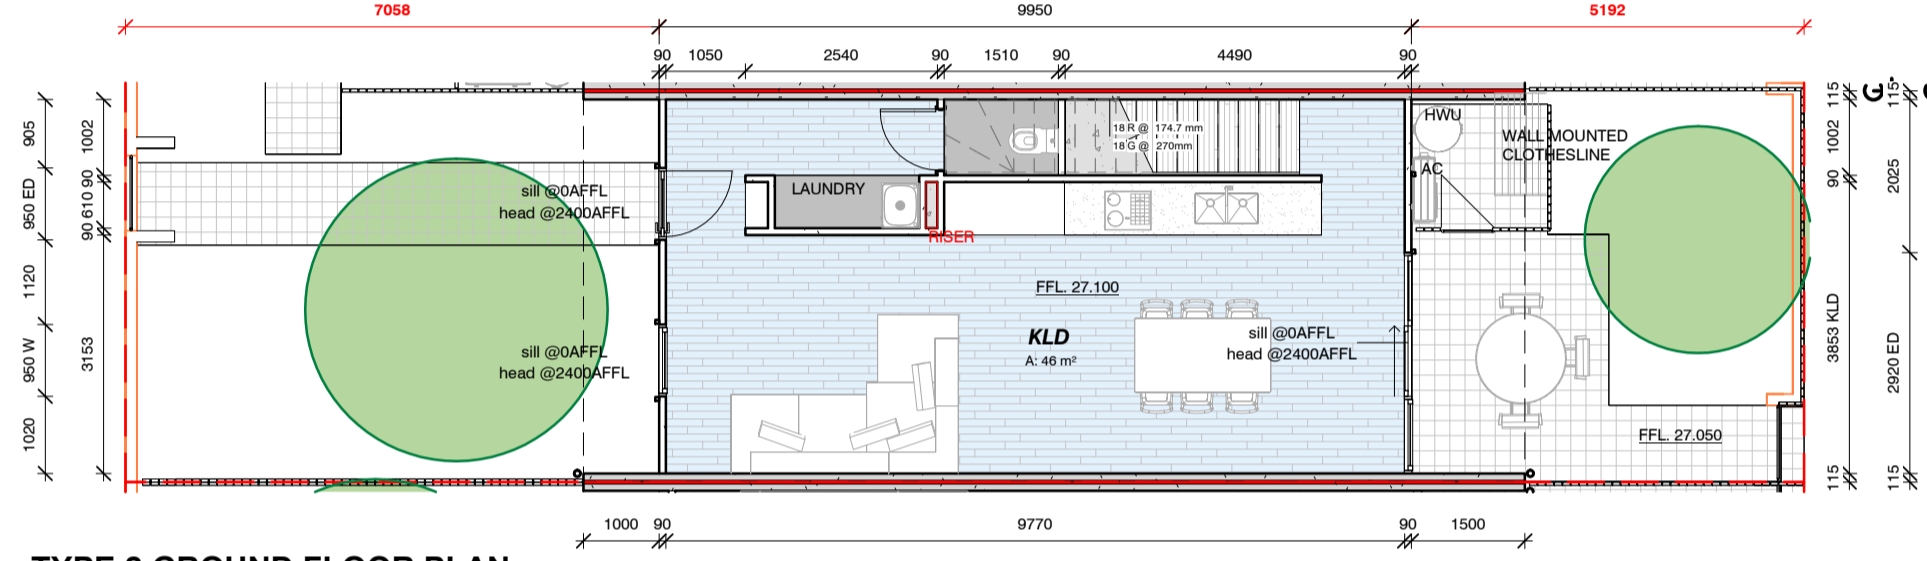 7058
9950
5192
90 1050 2540 90 1510 90 4490 90
905
950 ED
1120
9510 W
1020
1002
90
610
90
3153
sill @0AFFL
head @2400AFFL
sill @0AFFL
head @2400AFFL
LAUNDRY
RISER
18 R @ 174.7 mm
18 G @ 270mm
FFL. 27.100
KLD
A: 46 m²
sill @0AFFL
head @2400AFFL
HWU
AC
WALL MOUNTED
CLOTHESLINE
FFL. 27.050
115
1002
90
38533 KLD
115
115
2025
2920 ED
115
G.
1000 90 9770 90 1500